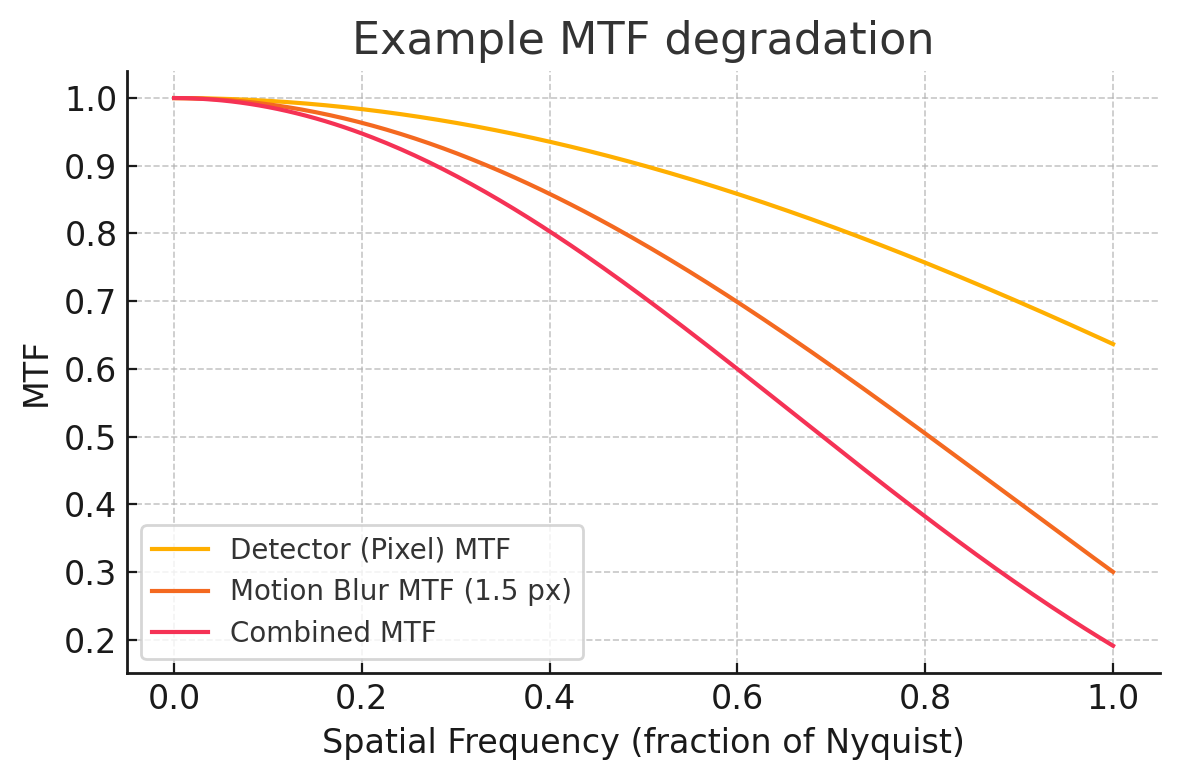 Example MTF degradation
1.0
0.9
0.8
0.7
0.6
0.5
0.4
0.3
0.2
MTF
Detector (Pixel) MTF
Motion Blur MTF (1.5 px)
Combined MTF
0.0 0.2 0.4 0.6 0.8 1.0
Spatial Frequency (fraction of Nyquist)